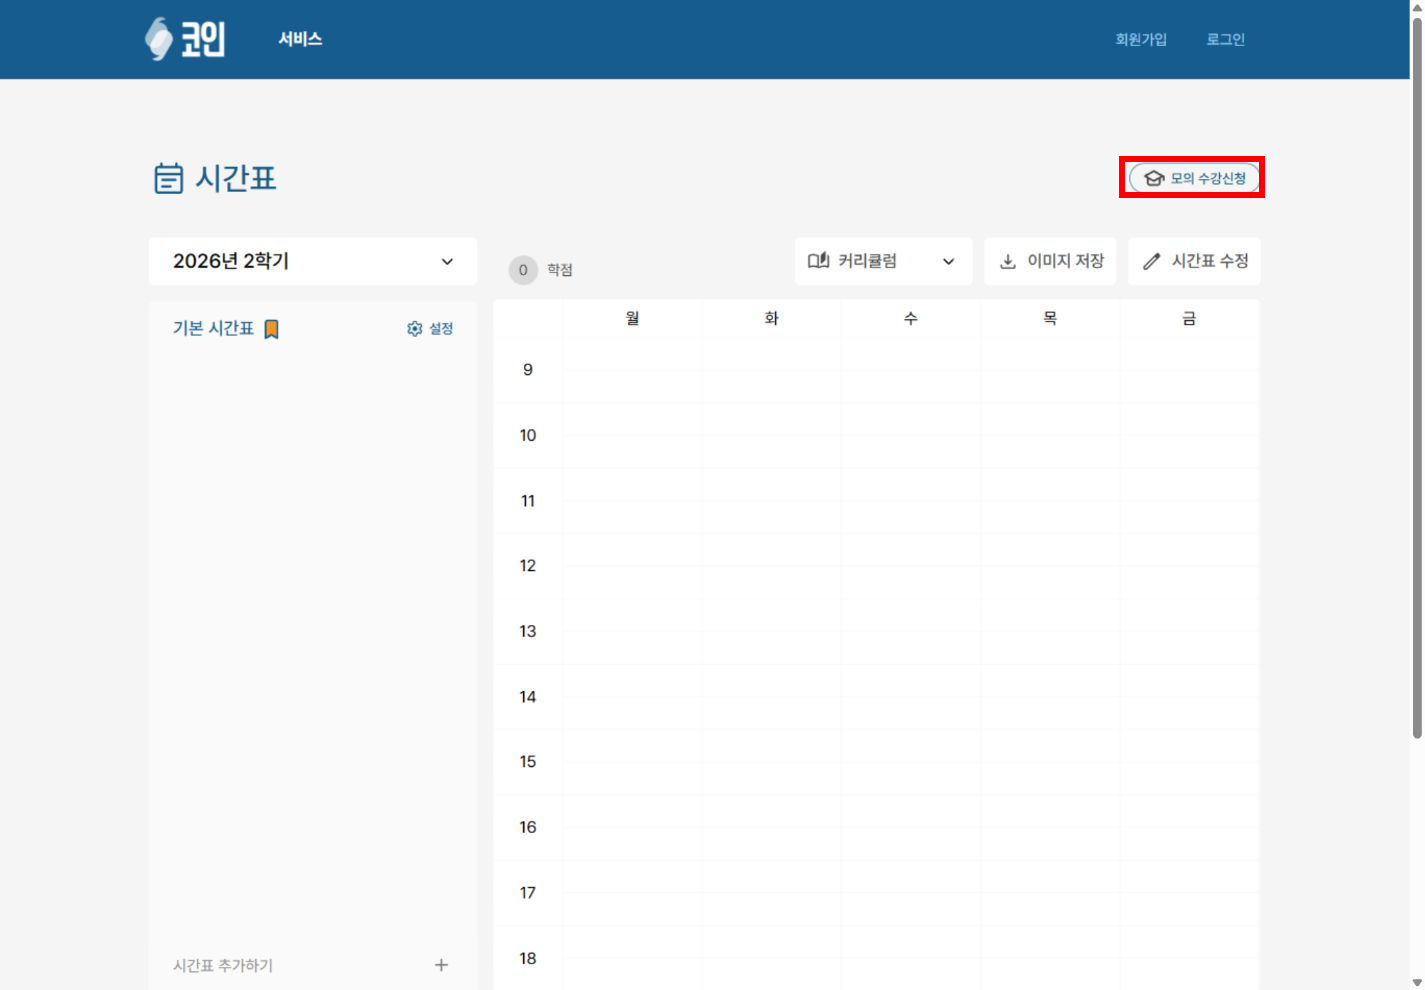 코인
서비스
회원가입
로그인
시간표
모의 수강신청
2026년 2학기
0 학점
커리큘럼
이미지 저장
시간표 수정
기본 시간표
설정
월 화 수 목 금
9
10
11
12
13
14
15
16
17
18
시간표 추가하기 +